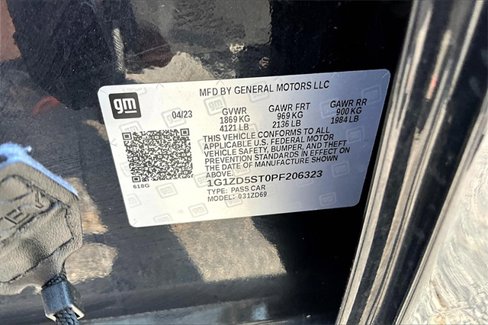 MFD BY GENERAL MOTORS LLC
gm
04/23 GVWR GAWR FRT GAWR RR
1869 KG 969 KG 900 KG
4121 LB 2136 LB 1984 LB
THIS VEHICLE CONFORMS TO ALL
APPLICABLE U.S. FEDERAL MOTOR
VEHICLE SAFETY, BUMPER, AND THEFT
PREVENTION STANDARDS IN EFFECT ON
THE DATE OF MANUFACTURE SHOWN
ABOVE.
618G
1G1ZD5ST0PF206323
TYPE: PASS CAR
MODEL: 031ZD69